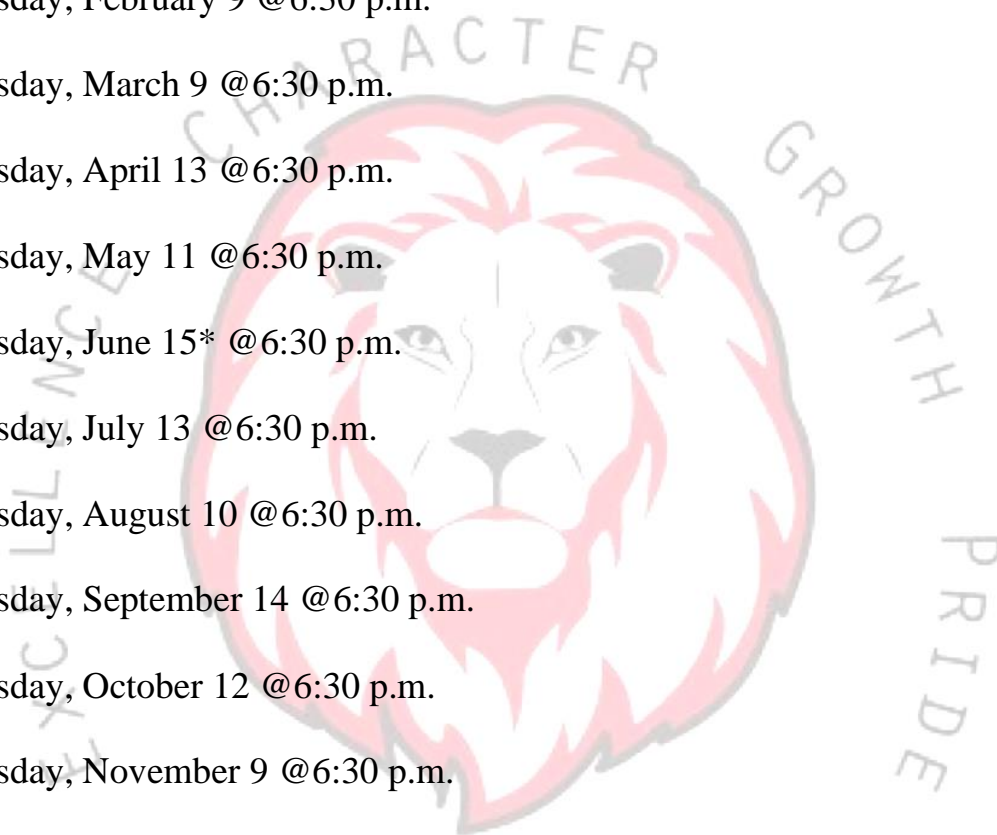 sday, February 9 @6:30 p.m.
sday, March 9 @6:30 p.m.
sday, April 13 @6:30 p.m.
sday, May 11 @6:30 p.m.
sday, June 15* @6:30 p.m.
sday, July 13 @6:30 p.m.
sday, August 10 @6:30 p.m.
sday, September 14 @6:30 p.m.
sday, October 12 @6:30 p.m.
sday, November 9 @6:30 p.m.
EXCELLENCE
CHARACTER
GROWTH
PRIDE